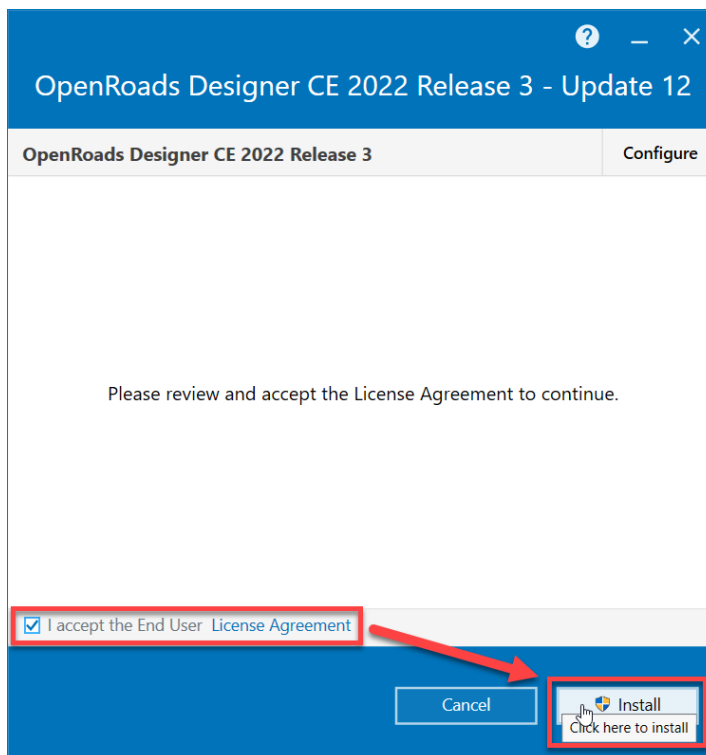 OpenRoads Designer CE 2022 Release 3 - Update 12
OpenRoads Designer CE 2022 Release 3
Configure
Please review and accept the License Agreement to continue.
I accept the End User License Agreement
Cancel
Install
Click here to install